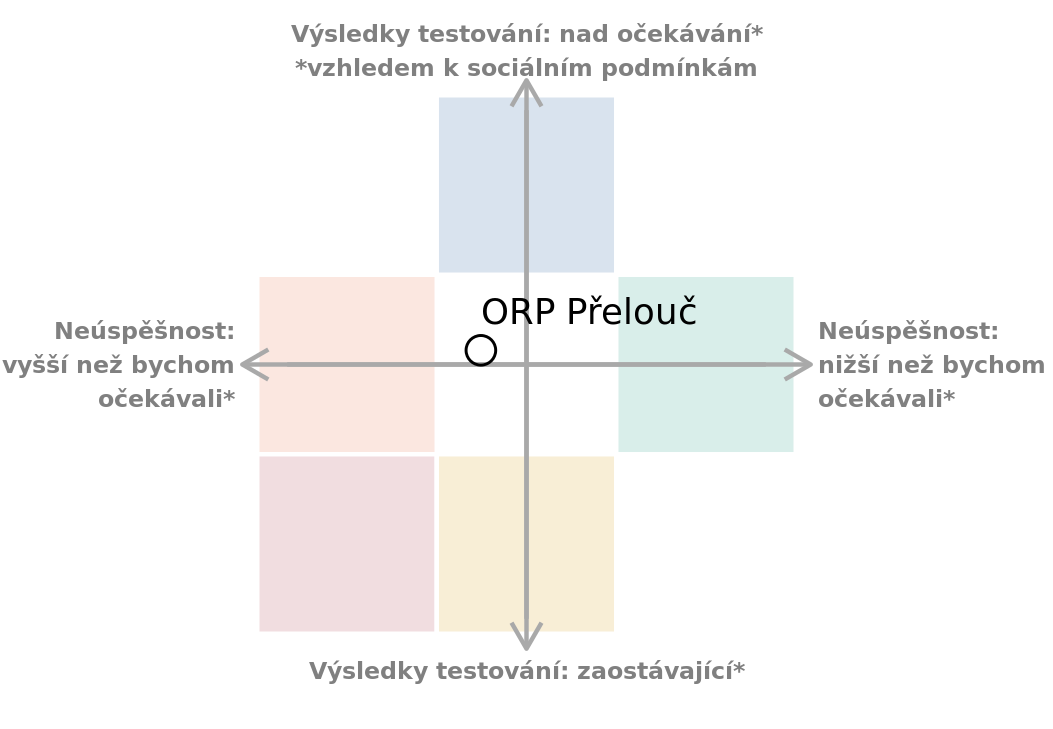 Výsledky testování: nad očekávání*
*vzhledem k sociálním podmínkám
ORP Přelouč
Neúspěšnost:
vyšší než bychom
očekávali*
Neúspěšnost:
nižší než bychom
očekávali*
Výsledky testování: zaostávající*